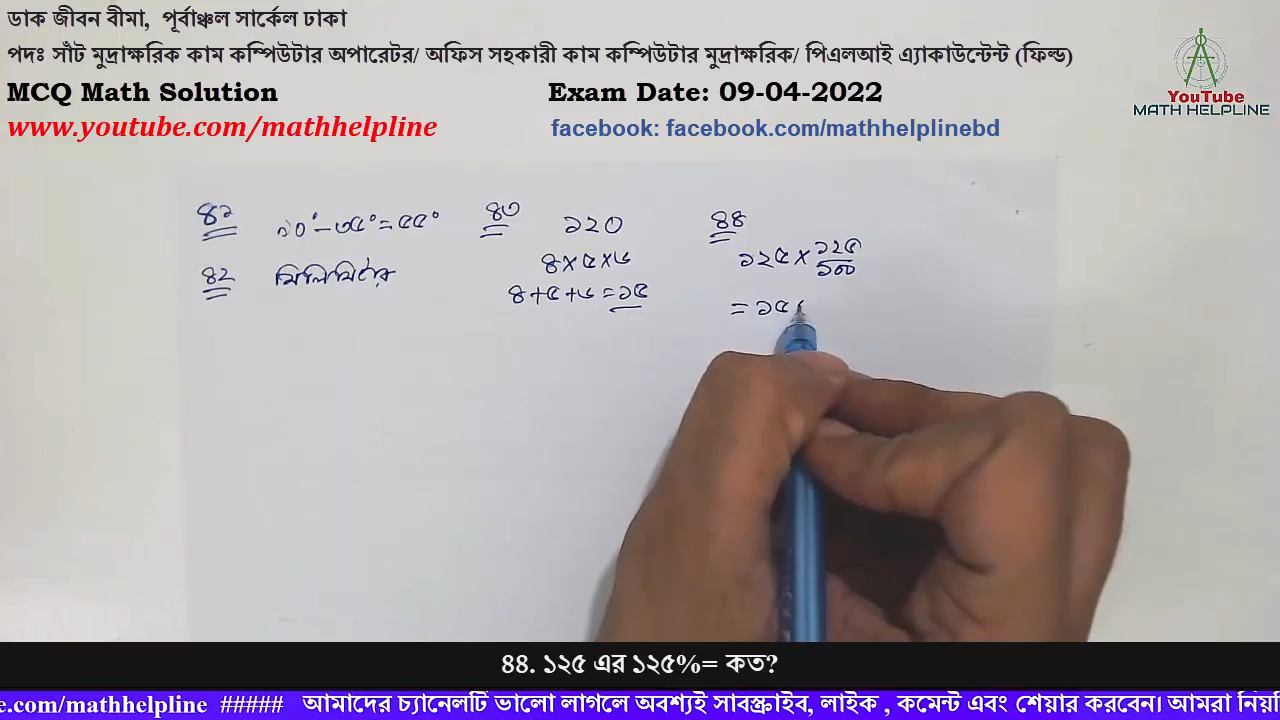 ডাক জীবন বীমা, পূর্বাঞ্চল সার্কেল ঢাকা
পদঃ সাঁট মুদ্রাক্ষরিক কাম কম্পিউটার অপারেটর/ অফিস সহকারী কাম কম্পিউটার মুদ্রাক্ষরিক/ পিএলআই এ্যাকাউন্টেন্ট (ফিল্ড)
MCQ Math Solution
Exam Date: 09-04-2022
www.youtube.com/mathhelpline
facebook: facebook.com/mathhelplinebd
YouTube
MATH HELPLINE
৪১
৯০° - ৩৫° = ৫৫°
৪২
মিলিমিটার
৪৩
১২০
৪ × ৫ × ৬
৪ + ৫ + ৬ = ১৫
৪৪
১২৫ × ১২৫/১০০
= ১৫
৪৪. ১২৫ এর ১২৫%= কত?
e.com/mathhelpline ##### আমাদের চ্যানেলটি ভালো লাগলে অবশ্যই সাবস্ক্রাইব, লাইক , কমেন্ট এবং শেয়ার করবেন। আমরা নিয়ি